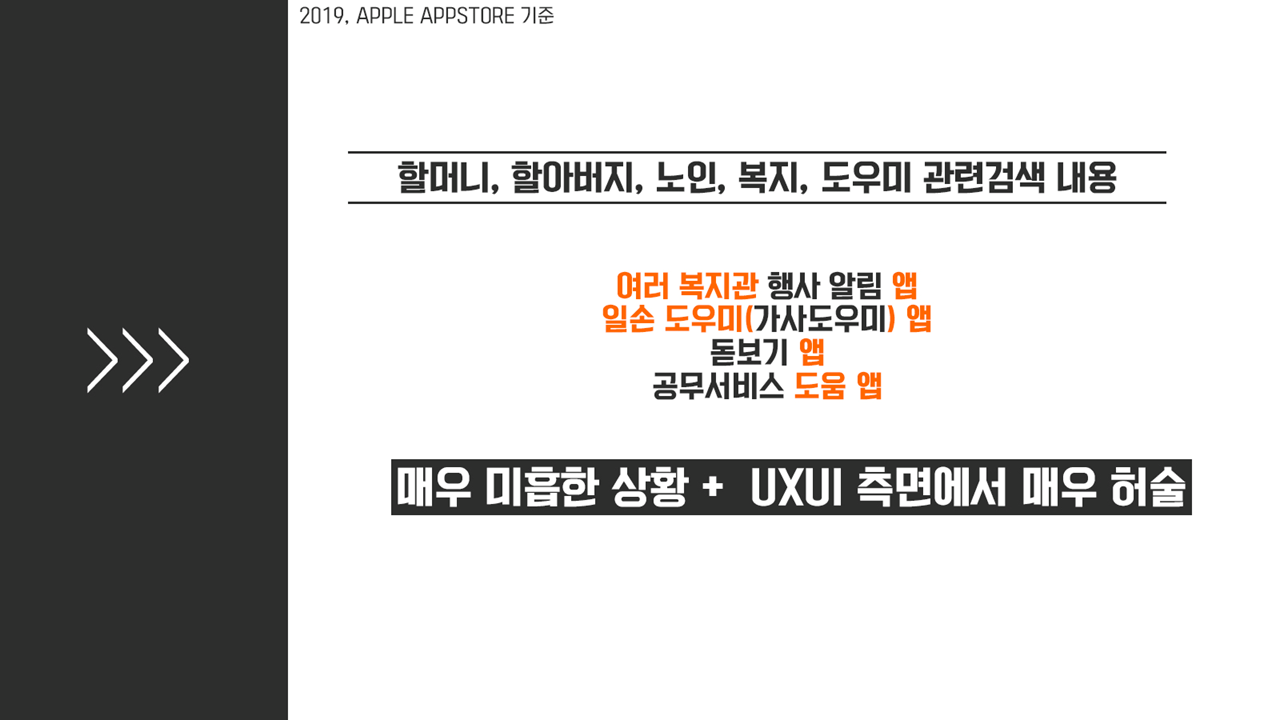 2019, APPLE APPSTORE 기준
할머니, 할아버지, 노인, 복지, 도우미 관련검색 내용
여러 복지관 행사 알림 앱
일손 도우미(가사도우미) 앱
돋보기 앱
공무서비스 도움 앱
매우 미흡한 상황 + UXUI 측면에서 매우 허술